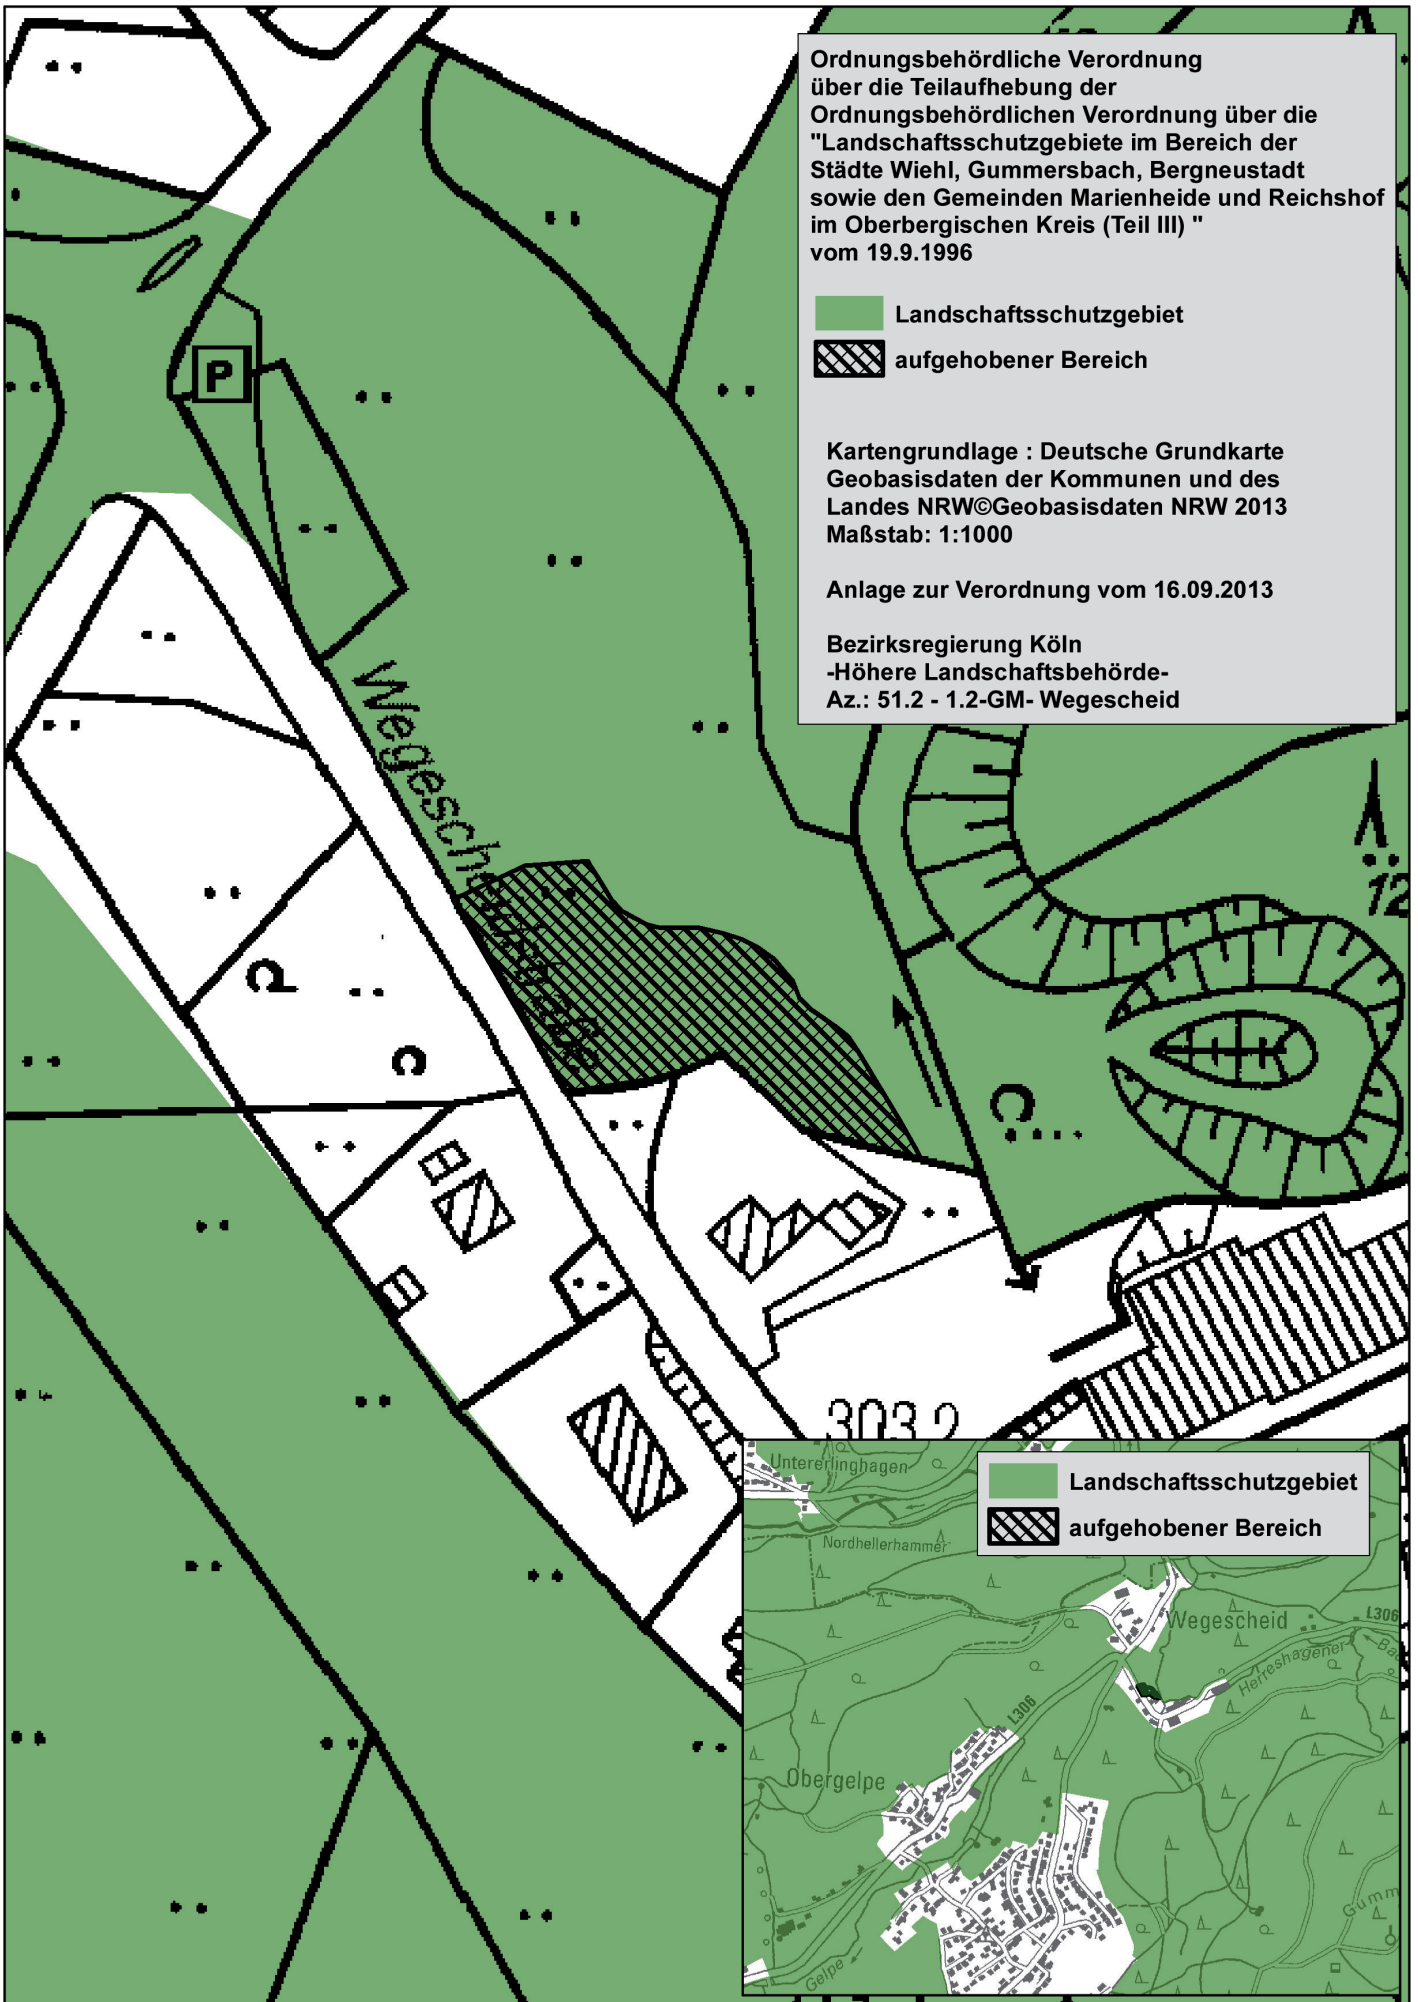 Ordnungsbehördliche Verordnung
über die Teilaufhebung der
Ordnungsbehördlichen Verordnung über die
"Landschaftsschutzgebiete im Bereich der
Städte Wiehl, Gummersbach, Bergneustadt
sowie den Gemeinden Marienheide und Reichshof
im Oberbergischen Kreis (Teil III) "
vom 19.9.1996
Landschaftsschutzgebiet
aufgehobener Bereich
Kartengrundlage : Deutsche Grundkarte
Geobasisdaten der Kommunen und des
Landes NRW©Geobasisdaten NRW 2013
Maßstab: 1:1000
Anlage zur Verordnung vom 16.09.2013
Bezirksregierung Köln
-Höhere Landschaftsbehörde-
Az.: 51.2 - 1.2-GM- Wegescheid
P
12
d
c
C
303.2
Landschaftsschutzgebiet
aufgehobener Bereich
Untererlinghagen
Nordhellerhammer
Wegescheid
L306
Herreshagener
L306
Obergelpe
Gelpe